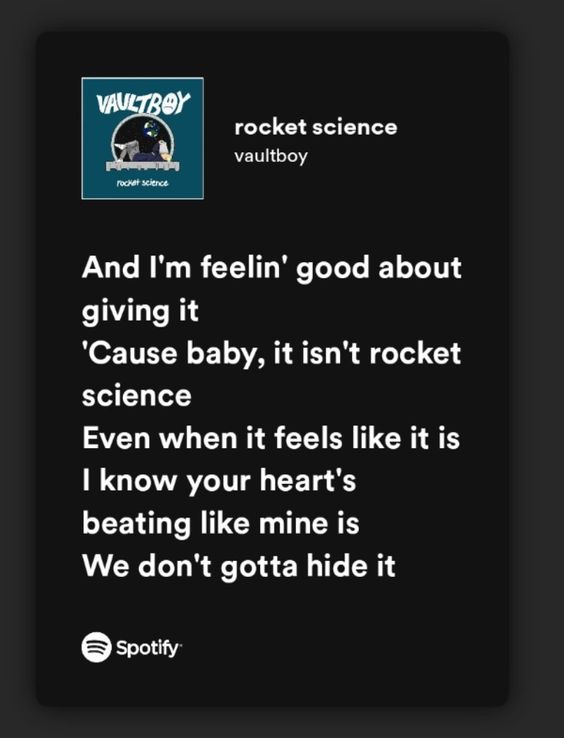 VAULTBOY
rocket science
rocket science
vaultboy
And I'm feelin' good about
giving it
'Cause baby, it isn't rocket
science
Even when it feels like it is
I know your heart's
beating like mine is
We don't gotta hide it
Spotify